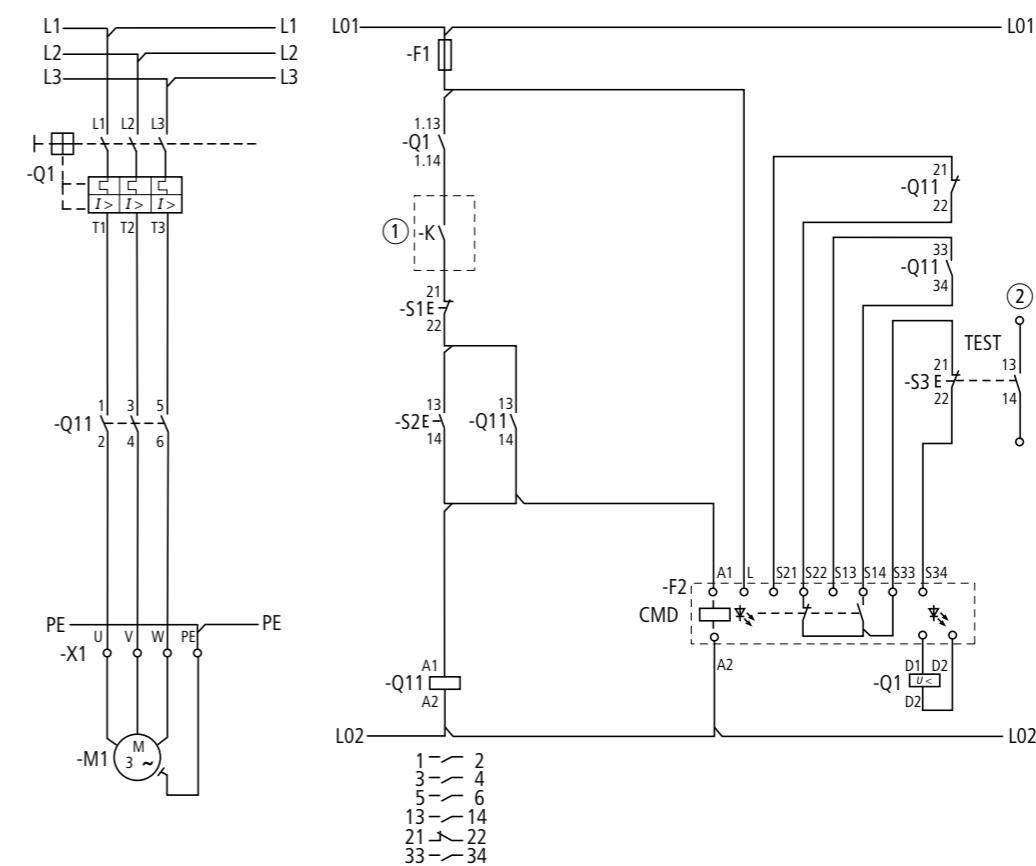 L1 L1
L2 L2
L3 L3
L1 L2 L3
-Q1
I> I> I>
T1 T2 T3
1 3 5
-Q11
2 4 6
PE PE
U V W PE
-X1
-M1
M
3 ~
L01 L01
-F1
1.13
-Q1
1.14
1
-K
21
-S1 E
22
13
-S2 E
14
13
-Q11
14
21
-Q11
22
33
-Q11
34
2
TEST
21
-S3 E
22
13
14
A1 L S21 S22 S13 S14 S33 S34
-F2
CMD
A2
D1 D2
-Q1
U<
D2
A1
-Q11
A2
L02 L02
1 2
3 4
5 6
13 14
21 22
33 34